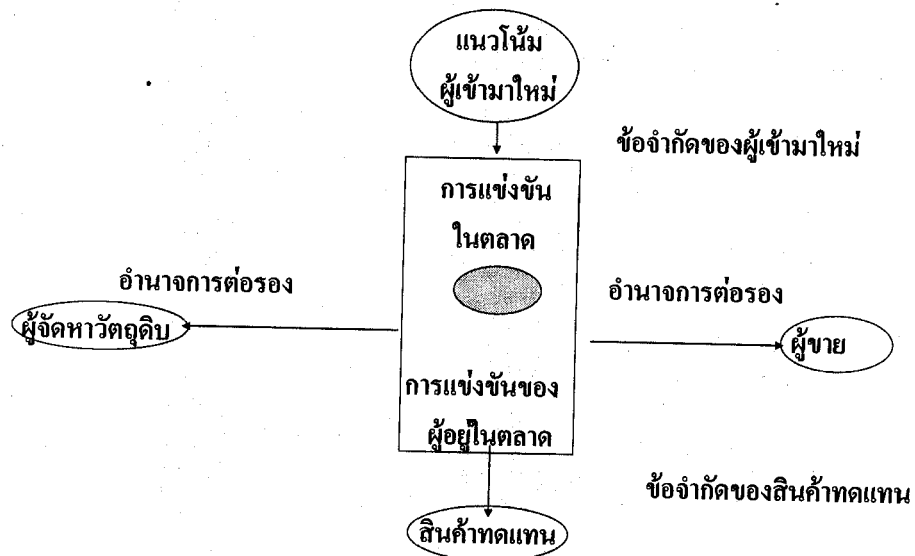 แนวโน้ม
ผู้เข้ามาใหม่
ข้อจำกัดของผู้เข้ามาใหม่
การแข่งขัน
ในตลาด
อำนาจการต่อรอง
อำนาจการต่อรอง
ผู้จัดหาวัตถุดิบ
ผู้ขาย
การแข่งขันของ
ผู้อยู่ในตลาด
ข้อจำกัดของสินค้าทดแทน
สินค้าทดแทน